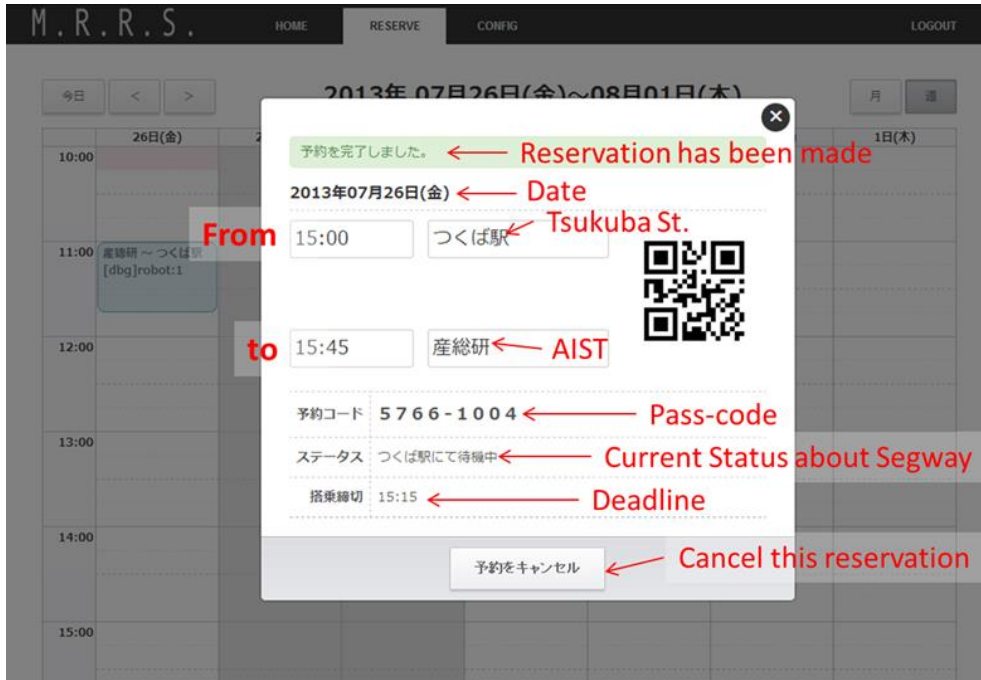 M.R.R.S. HOME RESERVE CONFIG LOGOUT
今日 < > 2013年 07月26日(金)~08月01日(木) 月 週
26日(金) 2 1日(木)
10:00
予約を完了しました。 Reservation has been made
2013年07月26日(金) Date
From 15:00 つくば駅 Tsukuba St.
11:00 産総研 ~ つくば駅
[dbg]robot:1
12:00 to 15:45 産総研 AIST
予約コード 5766-1004 Pass-code
13:00
ステータス つくば駅にて待機中 Current Status about Segway
搭乗締切 15:15 Deadline
14:00
予約をキャンセル Cancel this reservation
15:00